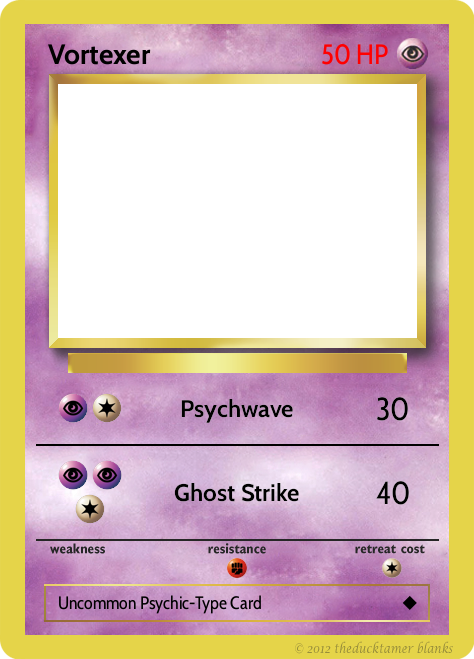 Vortexer 50 HP
Psychwave 30
Ghost Strike 40
weakness resistance retreat cost
Uncommon Psychic-Type Card
© 2012 theducktamer blanks